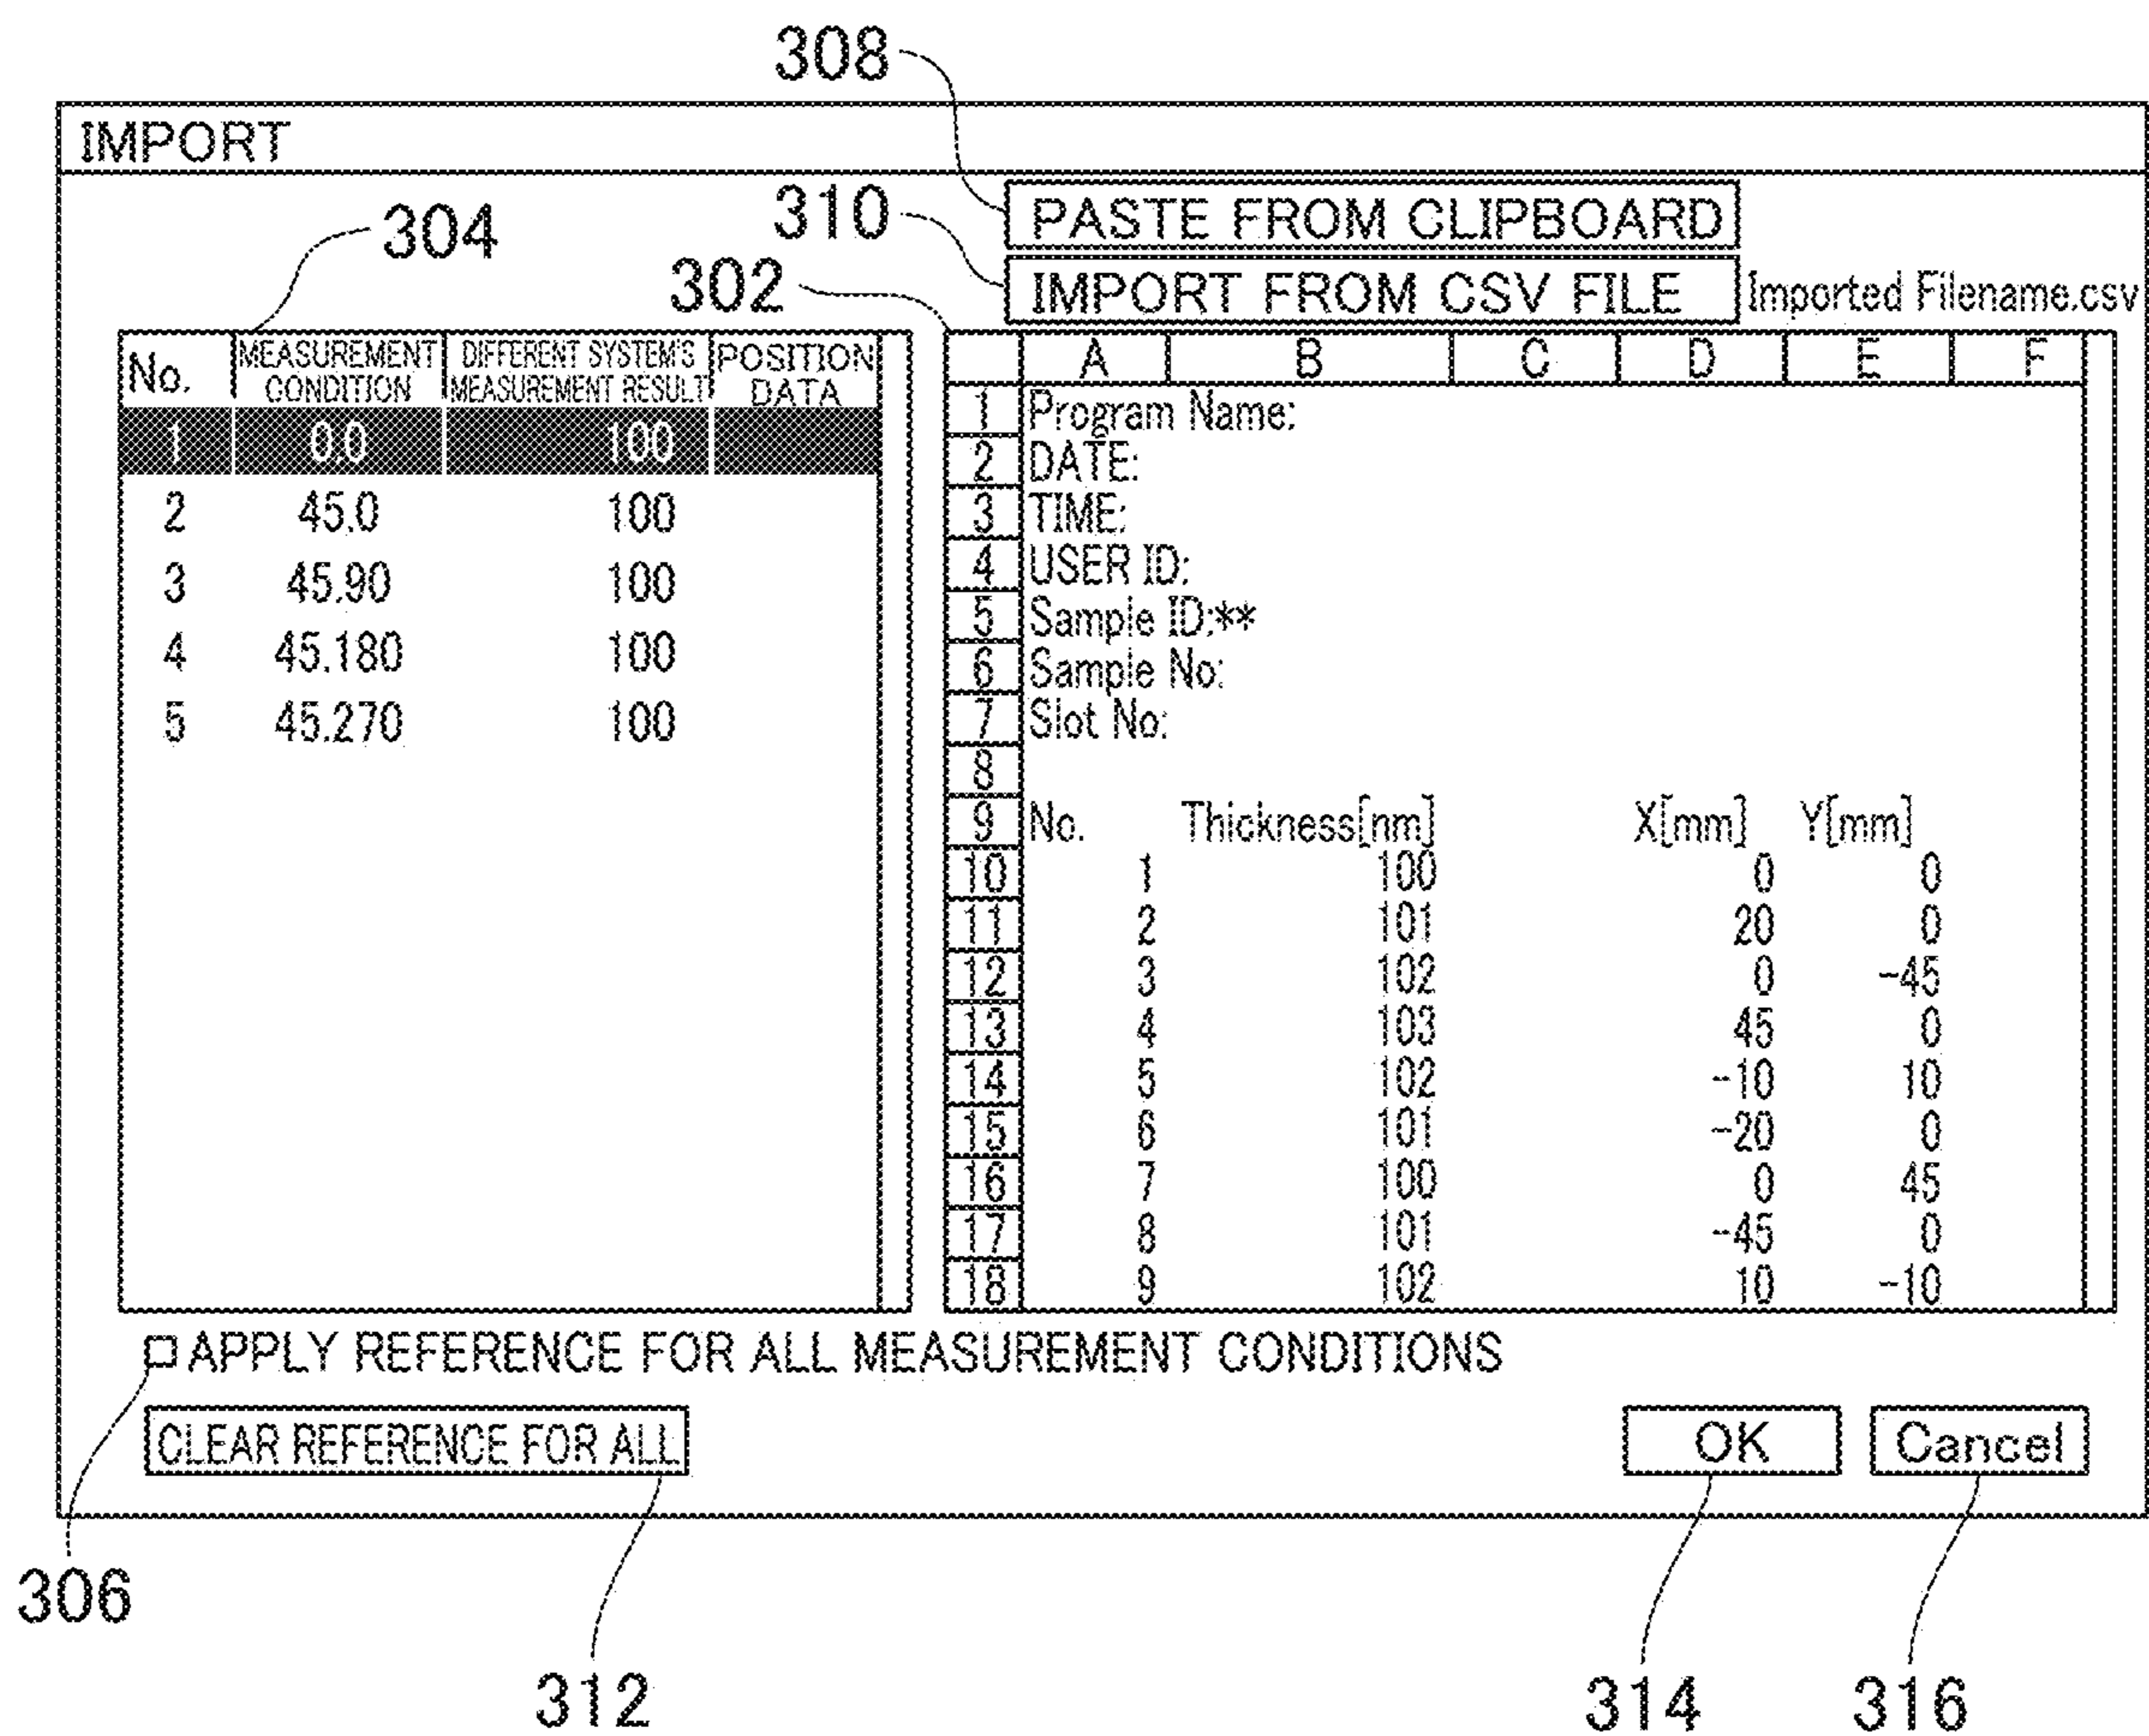 308
IMPORT
304
310
PASTE FROM CLIPBOARD
302
IMPORT FROM CSV FILE Imported Filename.csv
No. MEASUREMENT CONDITION DIFFERENT SYSTEM'S MEASUREMENT RESULT POSITION DATA
1 0.0 100
2 45.0 100
3 45.90 100
4 45.180 100
5 45.270 100
A B C D E F
1 Program Name:
2 DATE:
3 TIME:
4 USER ID:
5 Sample ID:**
6 Sample No:
7 Slot No:
8
9 No. Thickness[nm] X[mm] Y[mm]
10 1 100 0 0
11 2 101 20 0
12 3 102 0 -45
13 4 103 45 0
14 5 102 -10 10
15 6 101 -20 0
16 7 100 0 45
17 8 101 -45 0
18 9 102 10 -10
APPLY REFERENCE FOR ALL MEASUREMENT CONDITIONS
CLEAR REFERENCE FOR ALL OK Cancel
306
312 314 316